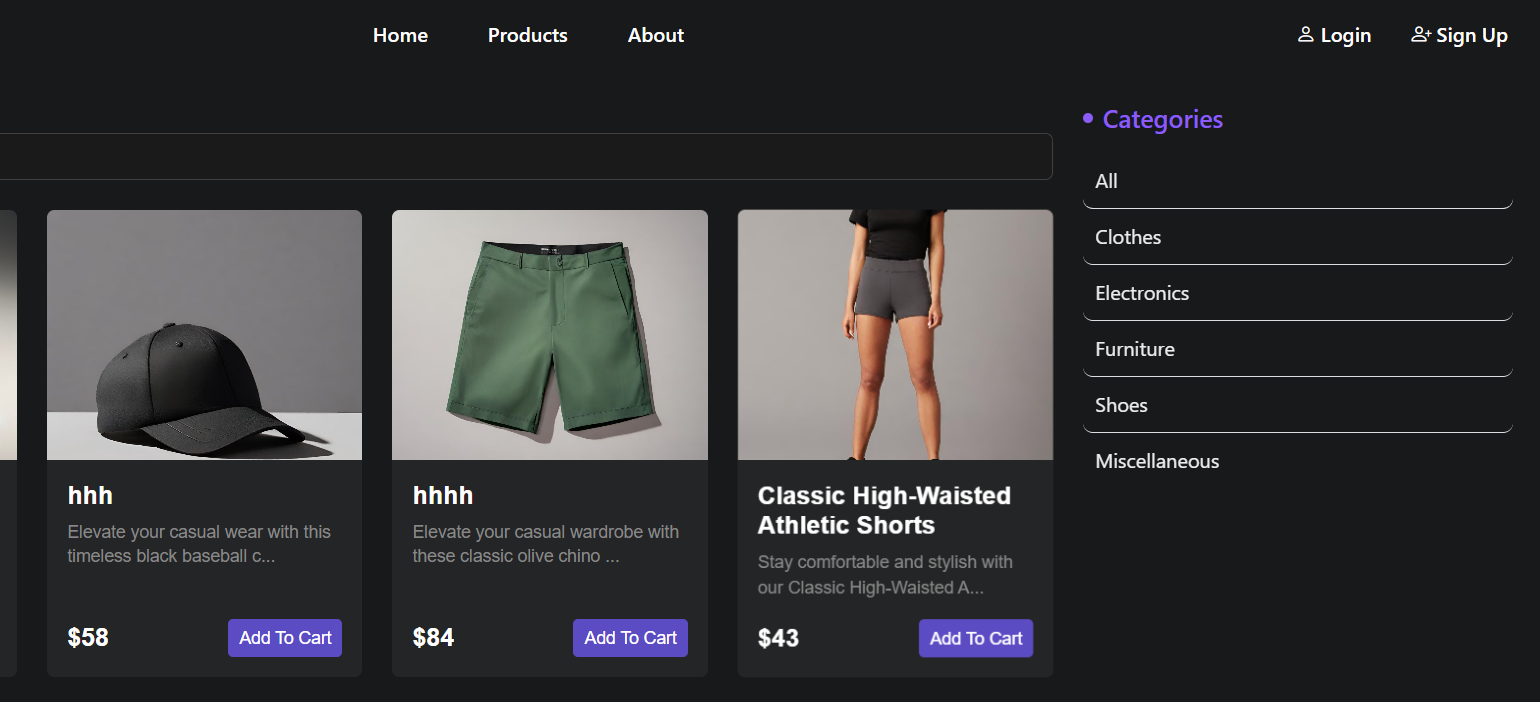 Home Products About Login Sign Up
Categories
All
Clothes
Electronics
Furniture
Shoes
Miscellaneous
hhh
Elevate your casual wear with this
timeless black baseball c...
$58 Add To Cart
hhhh
Elevate your casual wardrobe with
these classic olive chino ...
$84 Add To Cart
Classic High-Waisted
Athletic Shorts
Stay comfortable and stylish with
our Classic High-Waisted A...
$43 Add To Cart